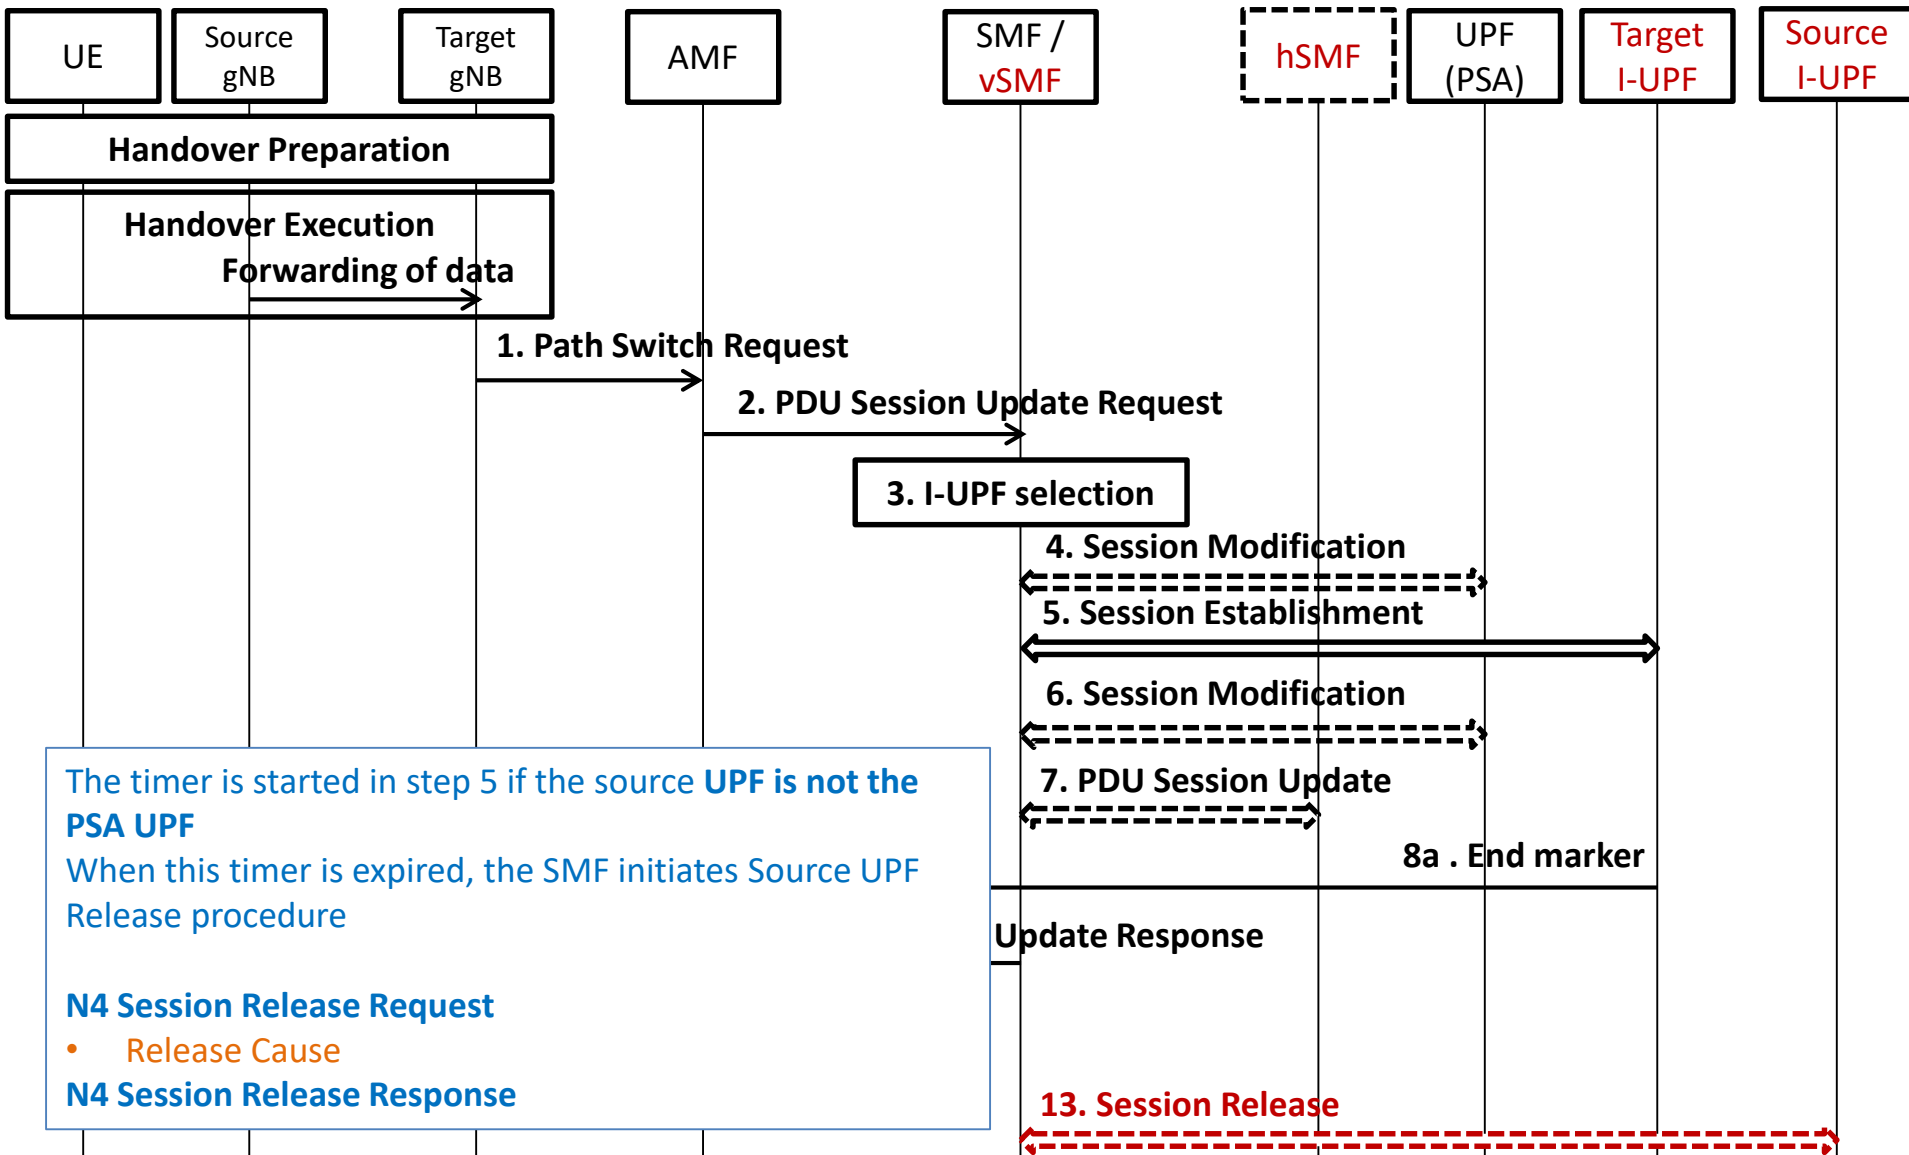 UE
Source
gNB
Target
gNB
AMF
SMF /
vSMF
hSMF
UPF
(PSA)
Target
I-UPF
Source
I-UPF
Handover Preparation
Handover Execution
Forwarding of data
1. Path Switch Request
2. PDU Session Update Request
3. I-UPF selection
4. Session Modification
5. Session Establishment
6. Session Modification
7. PDU Session Update
8a . End marker
Update Response
The timer is started in step 5 if the source UPF is not the
PSA UPF
When this timer is expired, the SMF initiates Source UPF
Release procedure
N4 Session Release Request
• Release Cause
N4 Session Release Response
13. Session Release